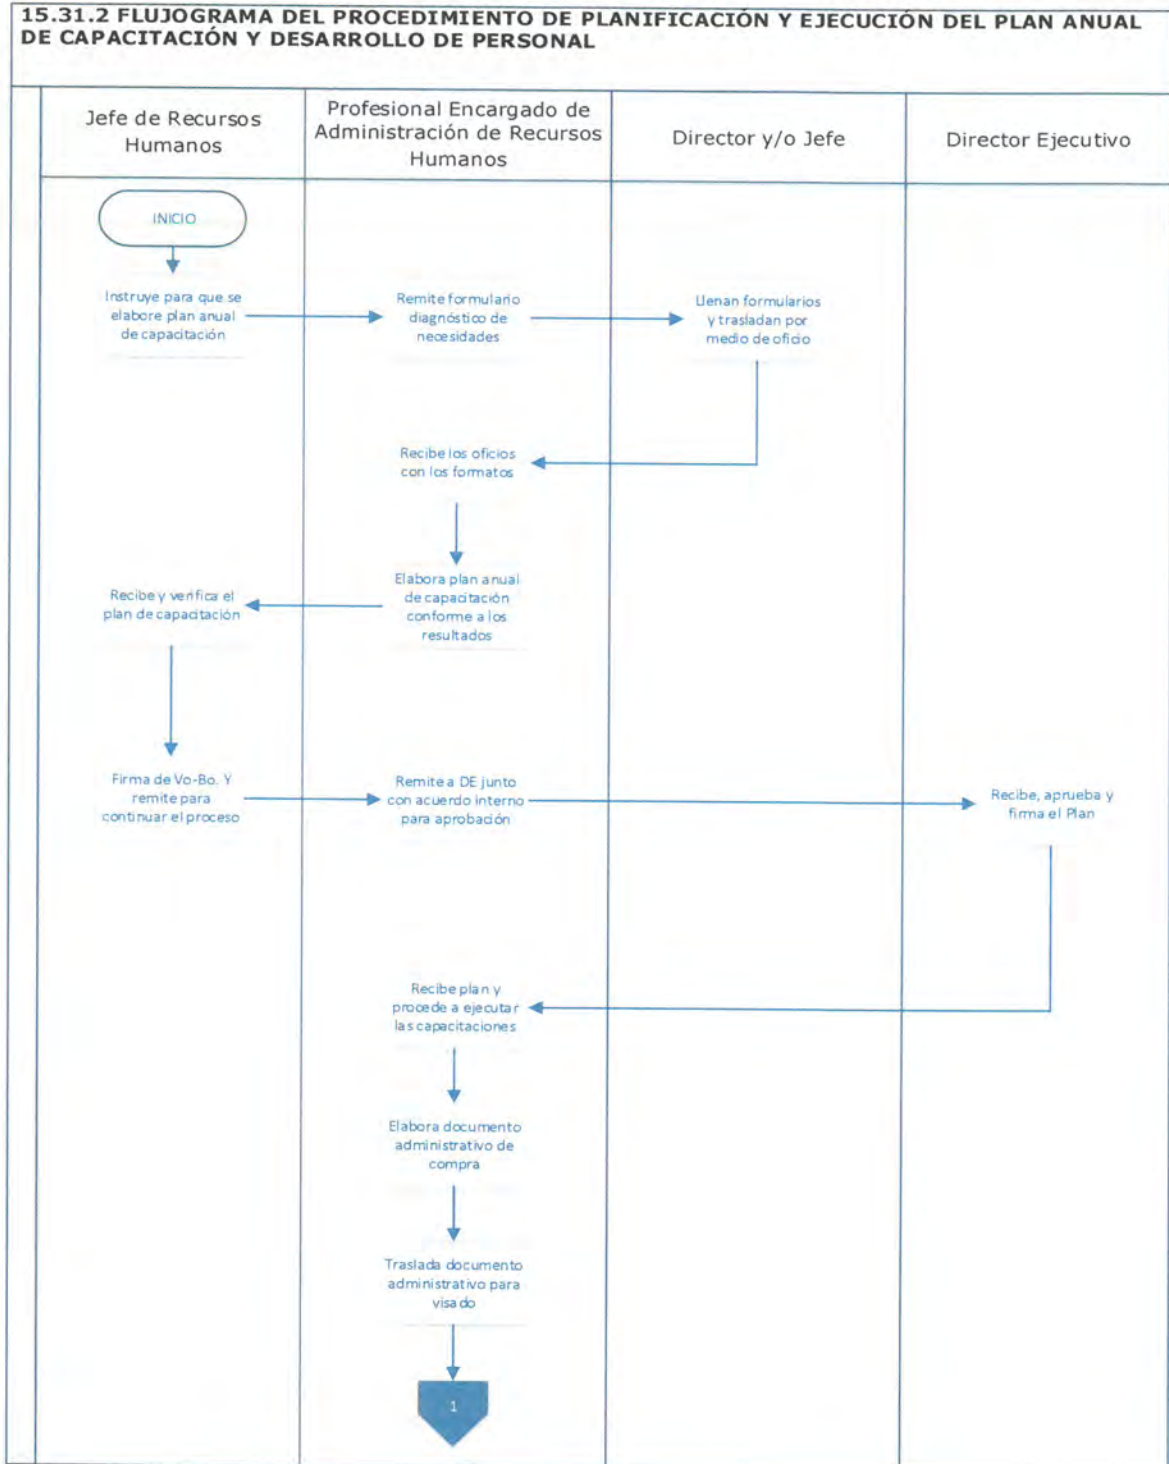 15.31.2 FLUJOGRAMA DEL PROCEDIMIENTO DE PLANIFICACIÓN Y EJECUCIÓN DEL PLAN ANUAL
DE CAPACITACIÓN Y DESARROLLO DE PERSONAL
Jefe de Recursos
Humanos
Profesional Encargado de
Administración de Recursos
Humanos
Director y/o Jefe
Director Ejecutivo
INICIO
Instruye para que se
elabore plan anual
de capacitación
Remite formulario
diagnóstico de
necesidades
Llenan formularios
y trasladan por
medio de oficio
Recibe los oficios
con los formatos
Elabora plan anual
de capacitación
conforme a los
resultados
Recibe y verifica el
plan de capacitación
Firma de Vo-Bo. Y
remite para
continuar el proceso
Remite a DE junto
con acuerdo interno
para aprobación
Recibe, aprueba y
firma el Plan
Recibe plan y
procede a ejecutar
las capacitaciones
Elabora documento
administrativo de
compra
Traslada documento
administrativo para
visado
1